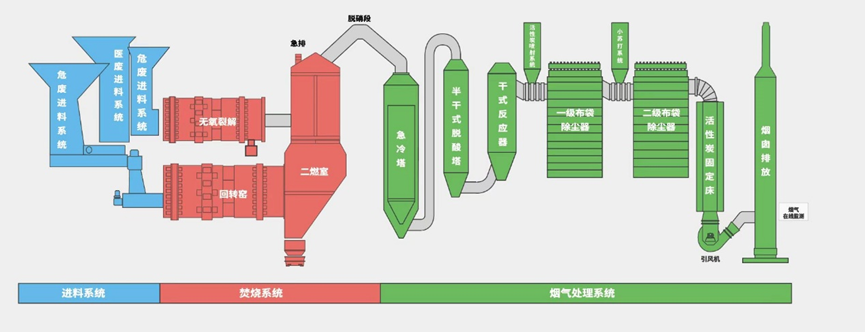 脱硝段
急排
危废进料系统
医废进料系统
危废进料系统
无氧裂解
回转窑
二燃室
急冷塔
半干式脱酸塔
干式反应器
活性炭喷射系统
一级布袋
除尘器
小苏打系统
二级布袋
除尘器
活性炭固定床
引风机
烟囱排放
烟气
在线监测
进料系统
焚烧系统
烟气处理系统